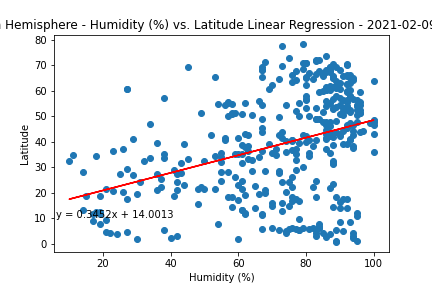 Hemisphere - Humidity (%) vs. Latitude Linear Regression - 2021-02-09
80
70
60
50
40
30
20
10
0
Latitude
y = 0.3452x + 14.0013
20 40 60 80 100
Humidity (%)